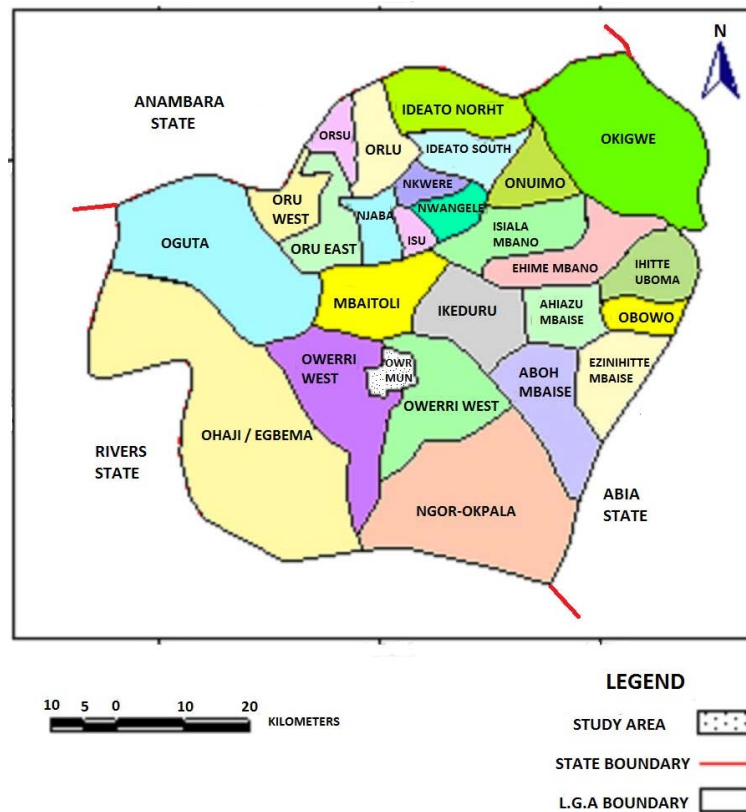 N
ANAMBARA
STATE
IDEATO NORHT
ORSU
ORLU
OKIGWE
IDEATO SOUTH
NKWERE
ONUIMO
ORU
WEST
NJABA
NWANGELE
ISU
ISIALA
MBANO
OGUTA
ORU EAST
EHIME MBANO
IHITTE
UBOMA
MBAITOLI
IKEDURU
AHIAZU
MBAISE
OBOWO
OWERRI
WEST
OWR
MUN
ABOH
MBAISE
EZINIHITTE
MBAISE
OWERRI WEST
OHAJI / EGBEMA
RIVERS
STATE
NGOR-OKPALA
ABIA
STATE
LEGEND
10 5 0 10 20
KILOMETERS
STUDY AREA
STATE BOUNDARY
L.G.A BOUNDARY